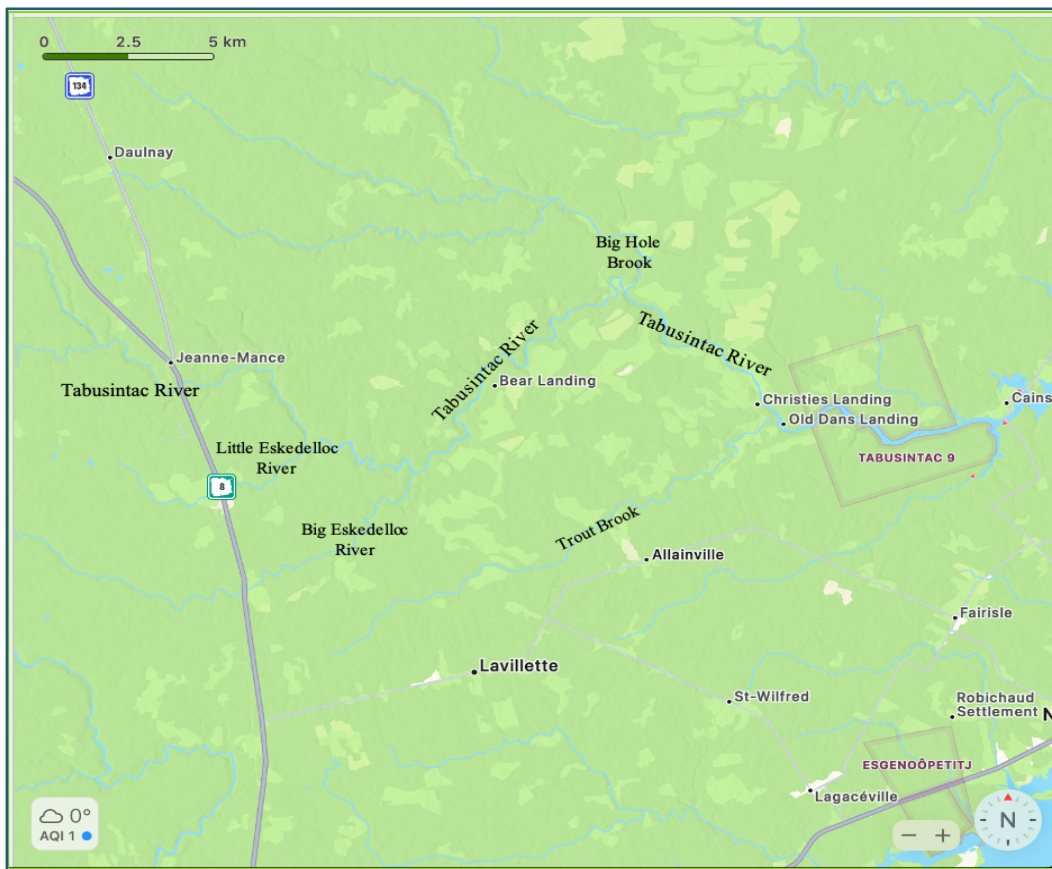 0 2.5 5 km
134
Daulnay
Big Hole
Brook
Tabusintac River
Tabusintac River
Jeanne-Mance
Tabusintac River
Bear Landing
Christies Landing
Cains
Old Dans Landing
Little Eskedelloc
River
TABUSINTAC 9
8
Big Eskedelloc
River
Trout Brook
Allainville
Fairisle
Lavillette
St-Wilfred
Robichaud
Settlement
N
ESGENOÔPETITJ
Lagacéville
0°
AQI 1
− +
N